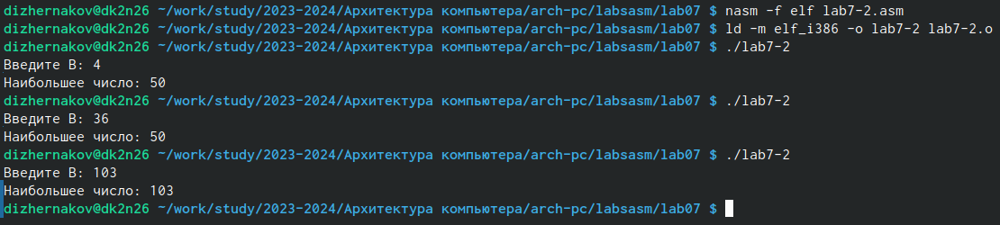 dizhernakov@dk2n26 ~/work/study/2023-2024/Архитектура компьютера/arch-pc/labsasm/lab07 $ nasm -f elf lab7-2.asm
dizhernakov@dk2n26 ~/work/study/2023-2024/Архитектура компьютера/arch-pc/labsasm/lab07 $ ld -m elf_i386 -o lab7-2 lab7-2.o
dizhernakov@dk2n26 ~/work/study/2023-2024/Архитектура компьютера/arch-pc/labsasm/lab07 $ ./lab7-2
Введите B: 4
Наибольшее число: 50
dizhernakov@dk2n26 ~/work/study/2023-2024/Архитектура компьютера/arch-pc/labsasm/lab07 $ ./lab7-2
Введите B: 36
Наибольшее число: 50
dizhernakov@dk2n26 ~/work/study/2023-2024/Архитектура компьютера/arch-pc/labsasm/lab07 $ ./lab7-2
Введите B: 103
Наибольшее число: 103
dizhernakov@dk2n26 ~/work/study/2023-2024/Архитектура компьютера/arch-pc/labsasm/lab07 $